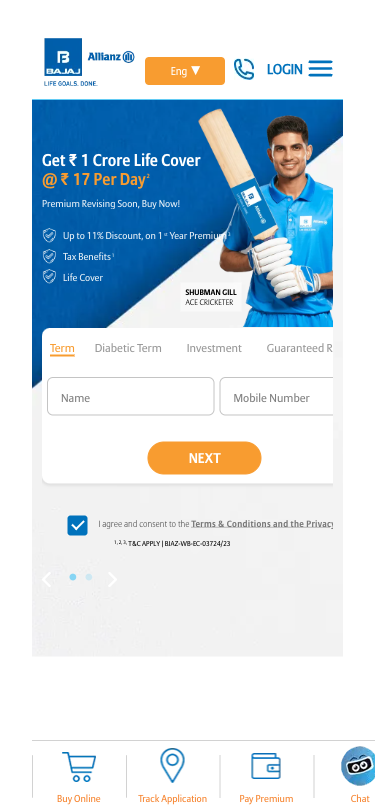 B
BAJAJ
Allianz
LIFE GOALS. DONE.
Eng ▼
LOGIN
Get ₹ 1 Crore Life Cover
@ ₹ 17 Per Day²
Premium Revising Soon, Buy Now!
Up to 11% Discount, on 1st Year Premium³
Tax Benefits¹
Life Cover
SHUBMAN GILL
ACE CRICKETER
Term
Diabetic Term
Investment
Guaranteed R
Name
Mobile Number
NEXT
I agree and consent to the Terms & Conditions and the Privacy
1,2,3, T&C APPLY | BJAZ-WB-EC-03724/23
Buy Online
Track Application
Pay Premium
Chat